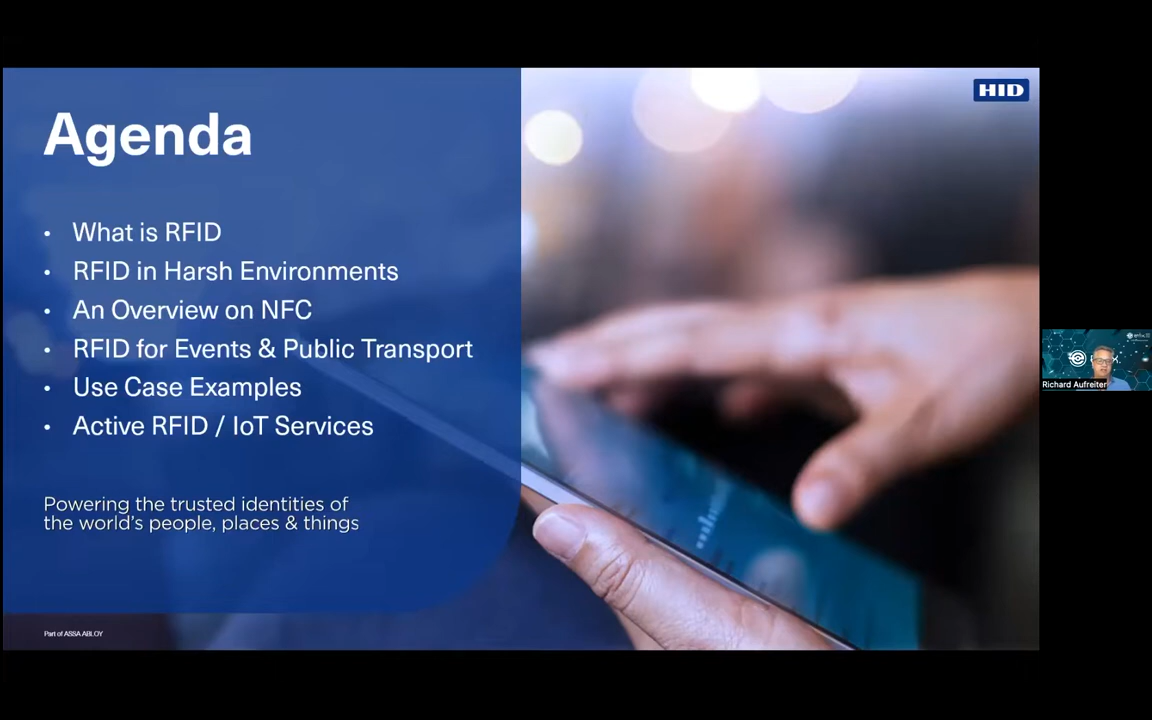 Agenda
HID
• What is RFID
• RFID in Harsh Environments
• An Overview on NFC
• RFID for Events & Public Transport
• Use Case Examples
• Active RFID / IoT Services
Powering the trusted identities of
the world's people, places & things
Part of ASSA ABLOY
Richard Aufreiter